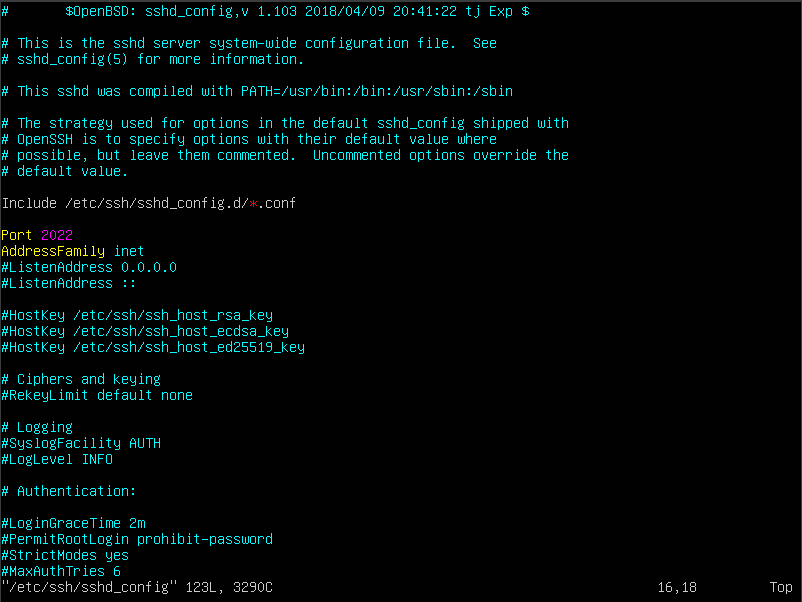 #       $OpenBSD: sshd_config,v 1.103 2018/04/09 20:41:22 tj Exp $
# This is the sshd server system-wide configuration file.  See
# sshd_config(5) for more information.
# This sshd was compiled with PATH=/usr/bin:/bin:/usr/sbin:/sbin
# The strategy used for options in the default sshd_config shipped with
# OpenSSH is to specify options with their default value where
# possible, but leave them commented.  Uncommented options override the
# default value.
Include /etc/ssh/sshd_config.d/*.conf
Port 2022
AddressFamily inet
#ListenAddress 0.0.0.0
#ListenAddress ::
#HostKey /etc/ssh/ssh_host_rsa_key
#HostKey /etc/ssh/ssh_host_ecdsa_key
#HostKey /etc/ssh/ssh_host_ed25519_key
# Ciphers and keying
#RekeyLimit default none
# Logging
#SyslogFacility AUTH
#LogLevel INFO
# Authentication:
#LoginGraceTime 2m
#PermitRootLogin prohibit-password
#StrictModes yes
#MaxAuthTries 6
"/etc/ssh/sshd_config" 123L, 3290C 16,18 Top